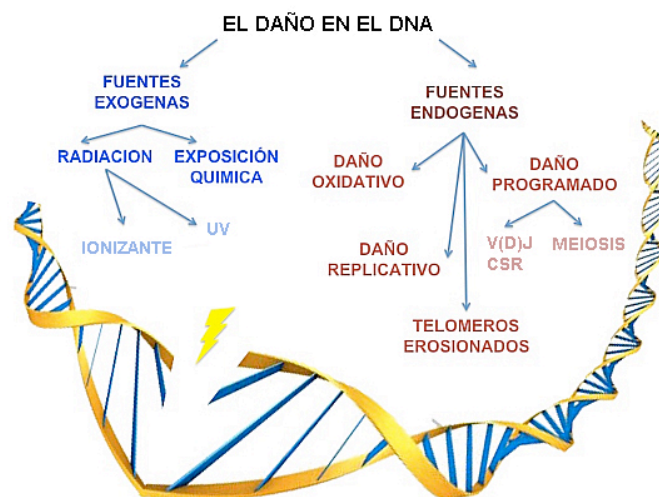 EL DAÑO EN EL DNA
FUENTES
EXOGENAS
RADIACION
EXPOSICIÓN
QUIMICA
IONIZANTE
UV
FUENTES
ENDOGENAS
DAÑO
OXIDATIVO
DAÑO
PROGRAMADO
DAÑO
REPLICATIVO
V(D)J
CSR
MEIOSIS
TELOMEROS
EROSIONADOS